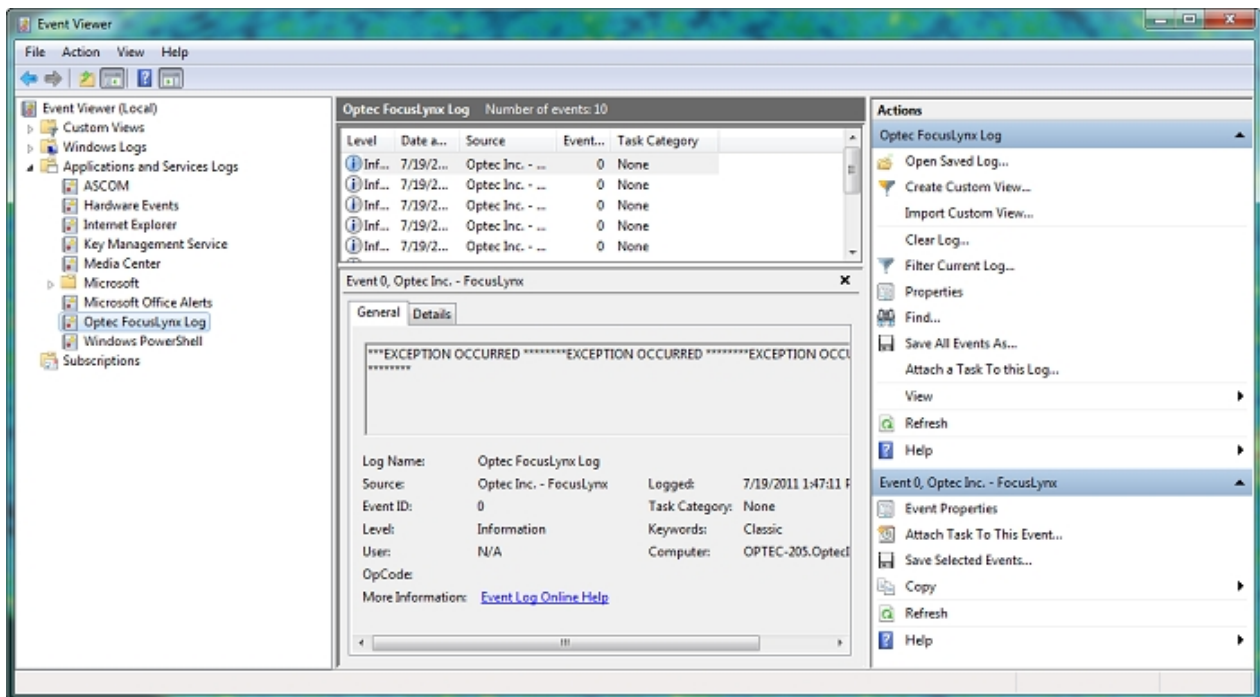 Event Viewer
File Action View Help
Event Viewer (Local)
Custom Views
Windows Logs
Applications and Services Logs
ASCOM
Hardware Events
Internet Explorer
Key Management Service
Media Center
Microsoft
Microsoft Office Alerts
Optec FocusLynx Log
Windows PowerShell
Subscriptions
Optec FocusLynx Log Number of events: 10
Level Date a... Source Event... Task Category
Inf... 7/19/2... Optec Inc. - ... 0 None
Inf... 7/19/2... Optec Inc. - ... 0 None
Inf... 7/19/2... Optec Inc. - ... 0 None
Inf... 7/19/2... Optec Inc. - ... 0 None
Inf... 7/19/2... Optec Inc. - ... 0 None
Event 0, Optec Inc. - FocusLynx
General Details
***EXCEPTION OCCURRED ********EXCEPTION OCCURRED ********EXCEPTION OCCU
********
Log Name: Optec FocusLynx Log
Source: Optec Inc. - FocusLynx Logged: 7/19/2011 1:47:11 P
Event ID: 0 Task Category: None
Level: Information Keywords: Classic
User: N/A Computer: OPTEC-205.OptecI
OpCode:
More Information: Event Log Online Help
Actions
Optec FocusLynx Log
Open Saved Log...
Create Custom View...
Import Custom View...
Clear Log...
Filter Current Log...
Properties
Find...
Save All Events As...
Attach a Task To this Log...
View
Refresh
Help
Event 0, Optec Inc. - FocusLynx
Event Properties
Attach Task To This Event...
Save Selected Events...
Copy
Refresh
Help